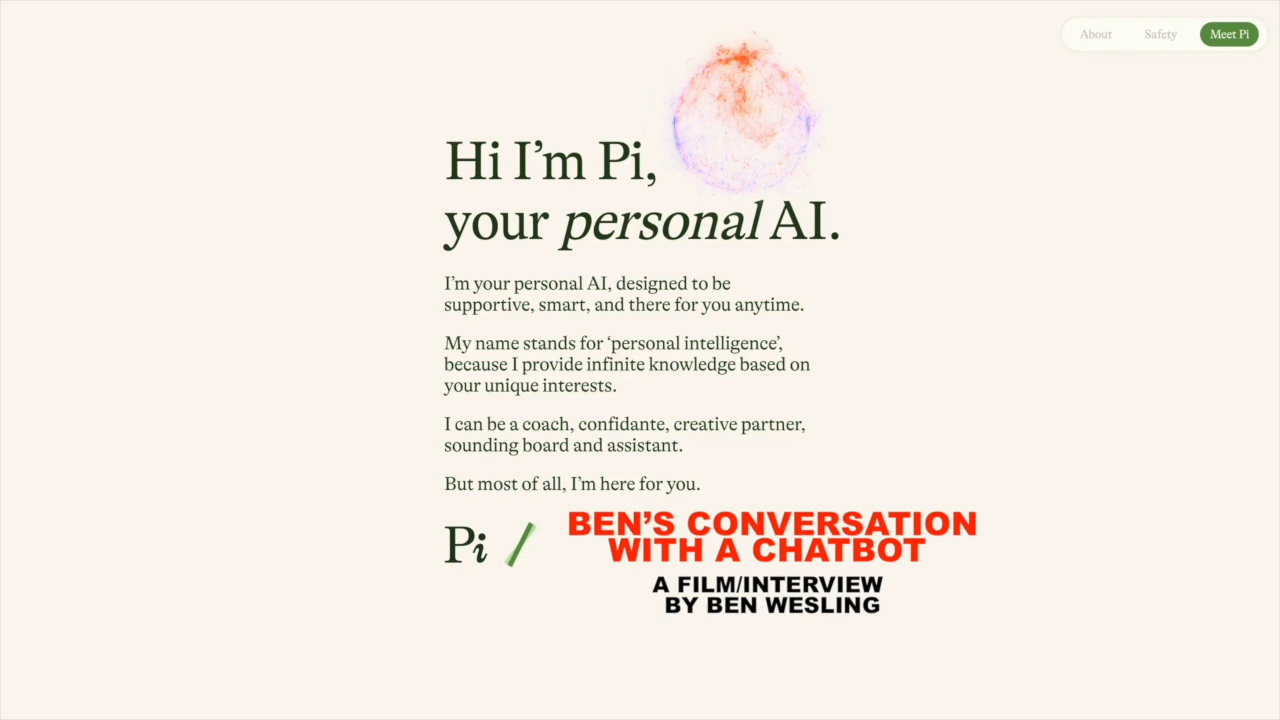 About Safety Meet Pi
Hi I’m Pi,
your personal AI.
I’m your personal AI, designed to be
supportive, smart, and there for you anytime.
My name stands for ‘personal intelligence’,
because I provide infinite knowledge based on
your unique interests.
I can be a coach, confidante, creative partner,
sounding board and assistant.
But most of all, I’m here for you.
Pi
BEN’S CONVERSATION
WITH A CHATBOT
A FILM/INTERVIEW
BY BEN WESLING